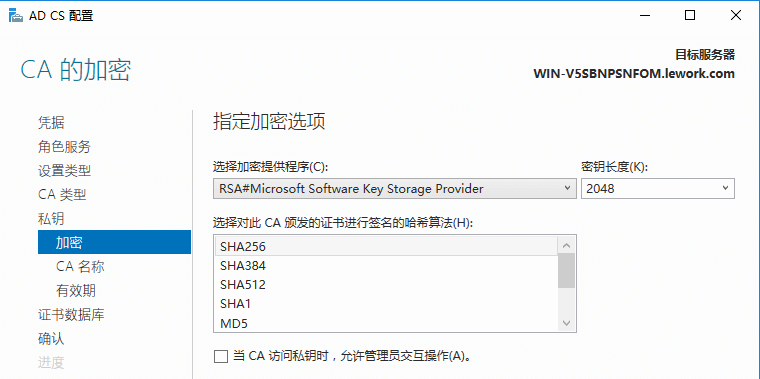 AD CS 配置
CA 的加密
目标服务器
WIN-V5SBNPSNFOM.lework.com
凭据
角色服务
设置类型
CA 类型
私钥
加密
CA 名称
有效期
证书数据库
确认
进度
指定加密选项
选择加密提供程序(C):
密钥长度(K):
RSA#Microsoft Software Key Storage Provider
2048
选择对此 CA 颁发的证书进行签名的哈希算法(H):
SHA256
SHA384
SHA512
SHA1
MD5
当 CA 访问私钥时，允许管理员交互操作(A)。